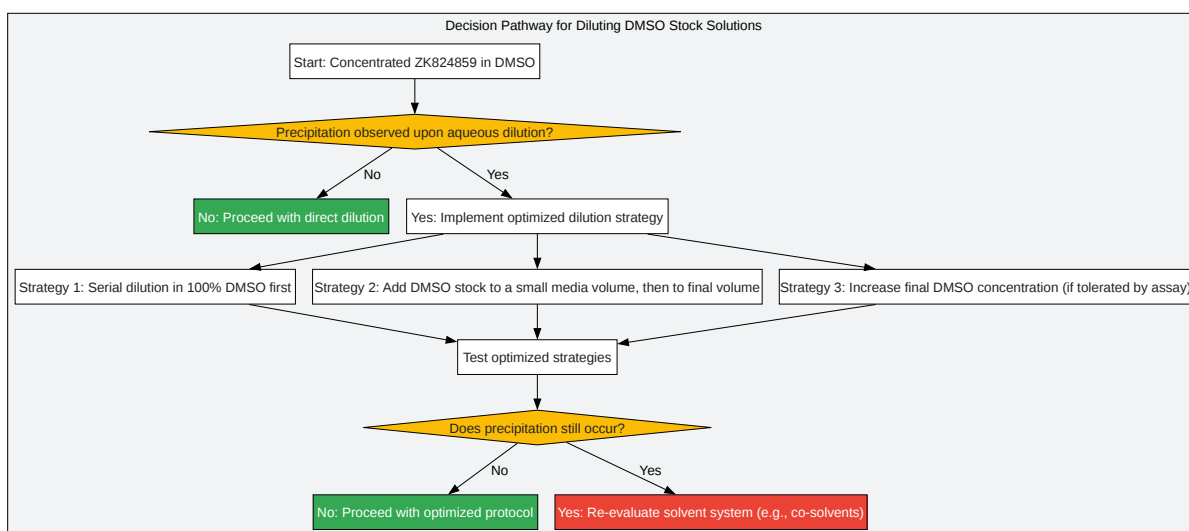 Decision Pathway for Diluting DMSO Stock Solutions
Start: Concentrated ZK824859 in DMSO
Precipitation observed upon aqueous dilution?
No
Yes
No: Proceed with direct dilution
Yes: Implement optimized dilution strategy
Strategy 1: Serial dilution in 100% DMSO first
Strategy 2: Add DMSO stock to a small media volume, then to final volume
Strategy 3: Increase final DMSO concentration (if tolerated by assay)
Test optimized strategies
Does precipitation still occur?
No
Yes
No: Proceed with optimized protocol
Yes: Re-evaluate solvent system (e.g., co-solvents)